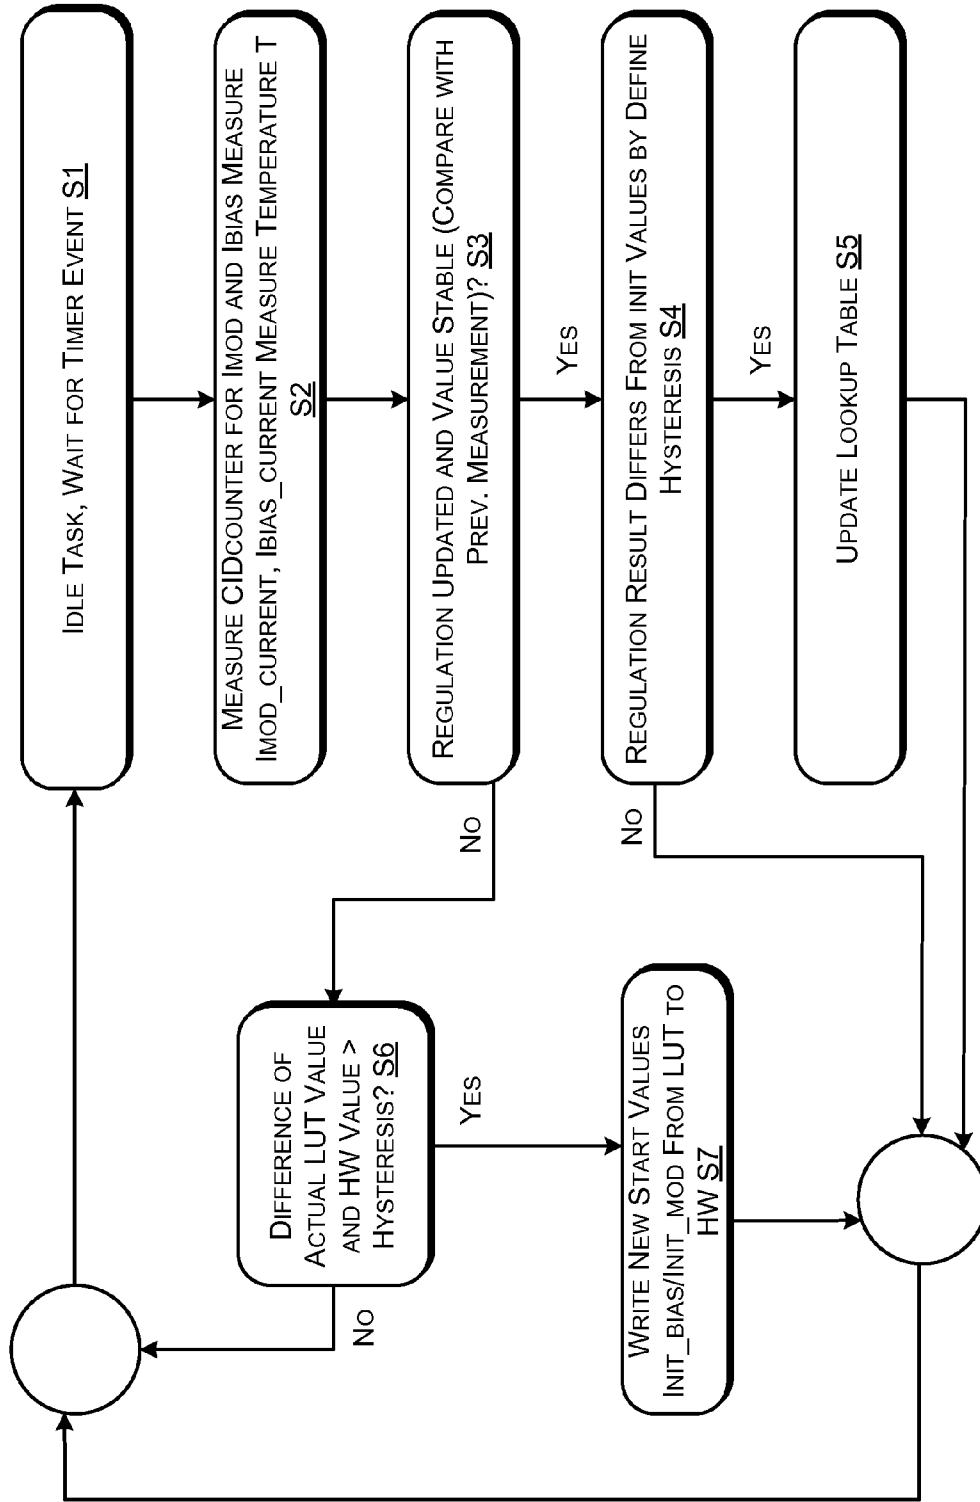 Idle Task, Wait for Timer Event S1
Measure CIDcounter for Imod and Ibias Measure
Imod_current, Ibias_current Measure Temperature T
S2
Regulation Updated and Value Stable (Compare with
Prev. Measurement)? S3
Yes
No
Regulation Result Differs From init Values by Define
Hysteresis S4
Yes
No
Update Lookup Table S5
Difference of
Actual LUT Value
and HW Value >
Hysteresis? S6
Yes
No
Write New Start Values
Init_bias/Init_mod From LUT to
HW S7